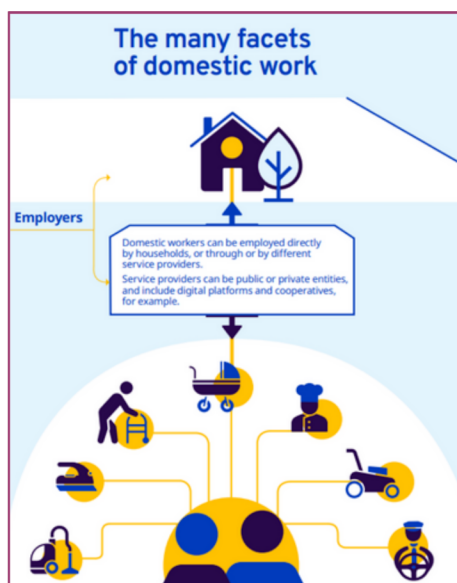 The many facets
of domestic work
Employers
Domestic workers can be employed directly
by households, or through or by different
service providers.
Service providers can be public or private entities,
and include digital platforms and cooperatives,
for example.